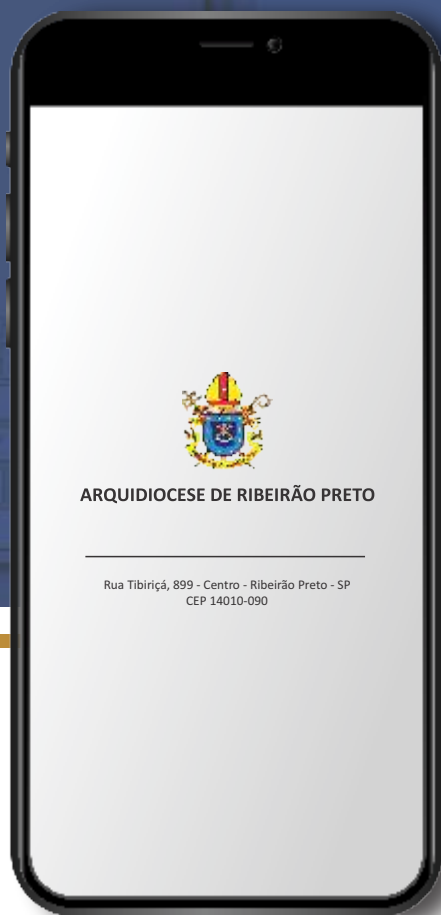 ARQUIDIOCESE DE RIBEIRÃO PRETO
Rua Tibiriçá, 899 - Centro - Ribeirão Preto - SP
CEP 14010-090